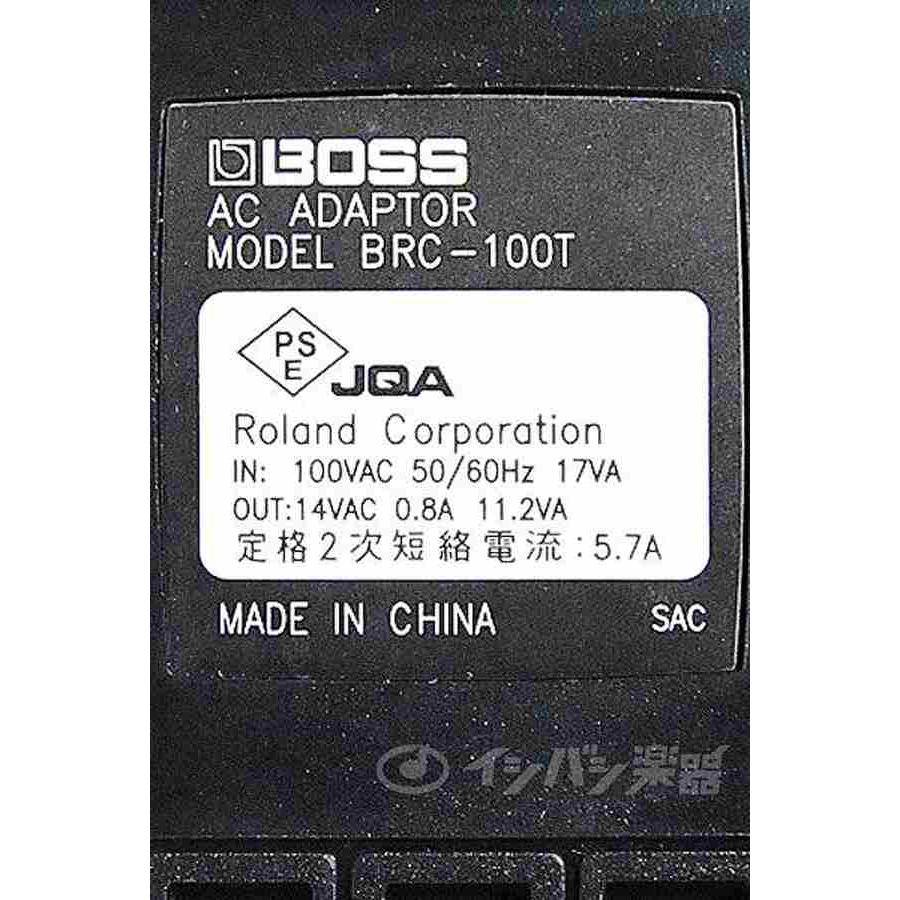 BOSS
AC ADAPTOR
MODEL BRC-100T
PSE JQA
Roland Corporation
IN: 100VAC 50/60Hz 17VA
OUT:14VAC 0.8A 11.2VA
定格2次短絡電流:5.7A
MADE IN CHINA SAC
イシバシ楽器